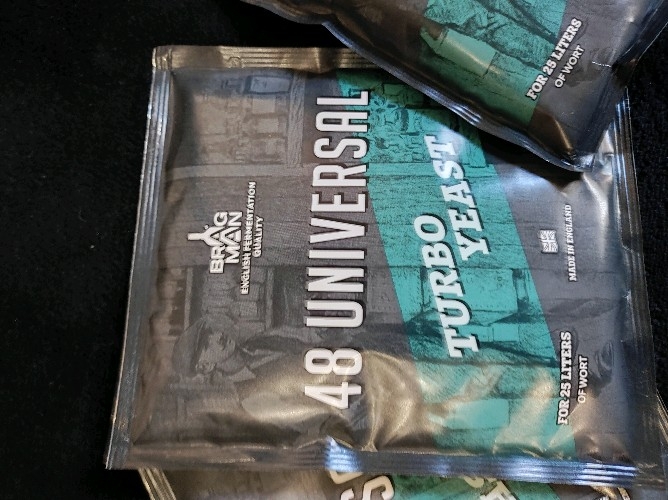 BRAG
MAN
ENGLISH FERMENTATION
QUALITY
48 UNIVERSAL
TURBO
YEAST
MADE IN ENGLAND
FOR 25 LITERS
OF WORT
FOR 25 LITERS
OF WORT